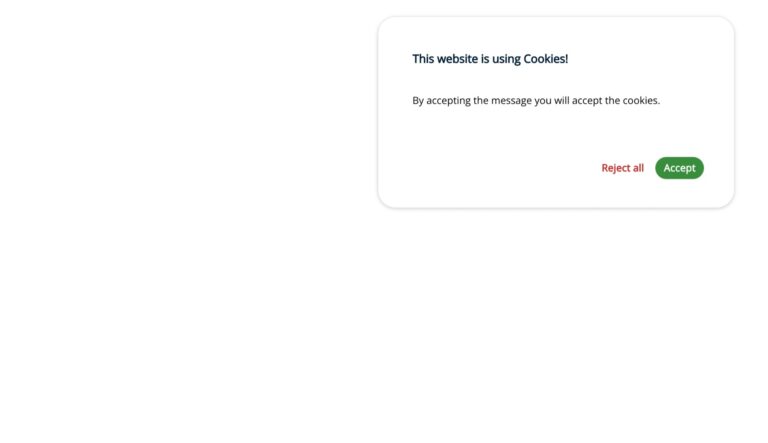 This website is using Cookies!
By accepting the message you will accept the cookies.
Reject all
Accept